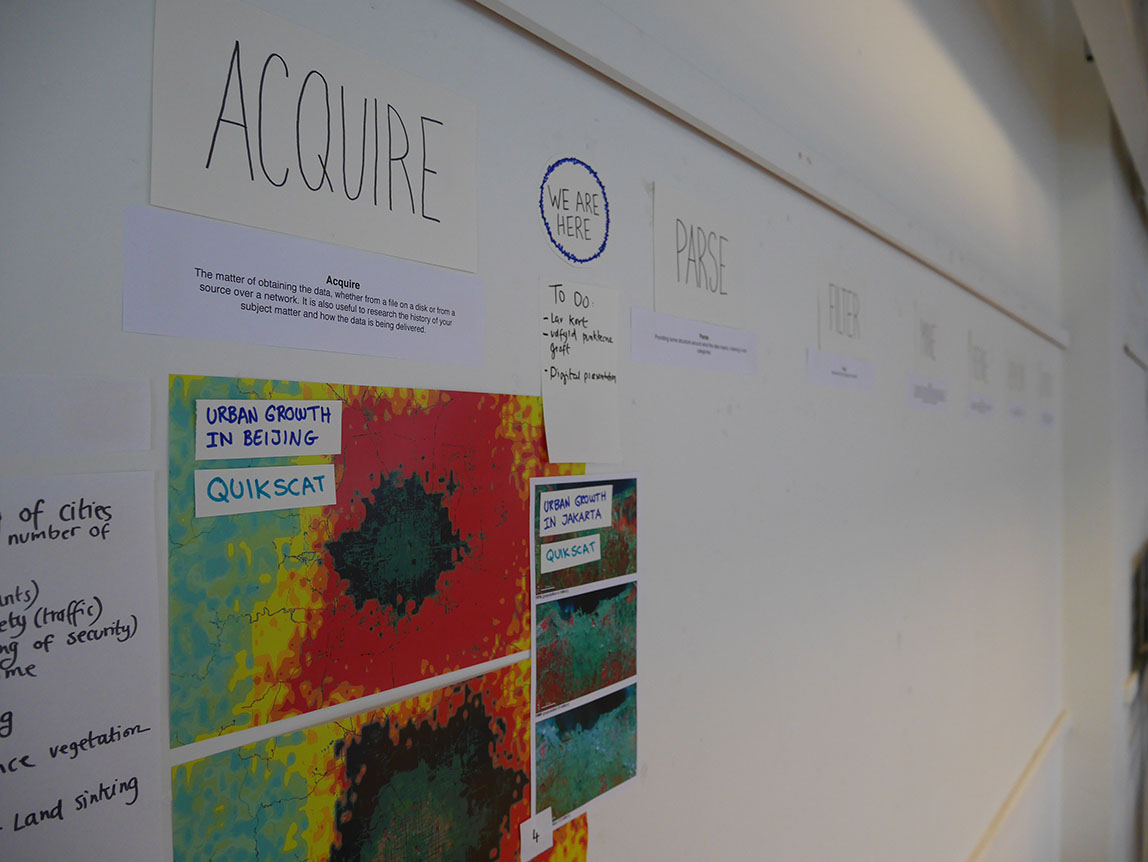 ACQUIRE
Acquire
The matter of obtaining the data, whether from a file on a disk or from a
source over a network. It is also useful to research the history of your
subject matter and how the data is being delivered.
WE ARE
HERE
TO DO:
- Lav kort
- udfyld punkterne
graft
- Digital presentation
PARSE
Parse
FILTER
URBAN GROWTH
IN BEIJING
QUIKSCAT
URBAN GROWTH
IN JAKARTA
QUIKSCAT
4
of cities
number of
nts)
ety (traffic)
ng of security)
me
g
nce vegetation
Land sinking